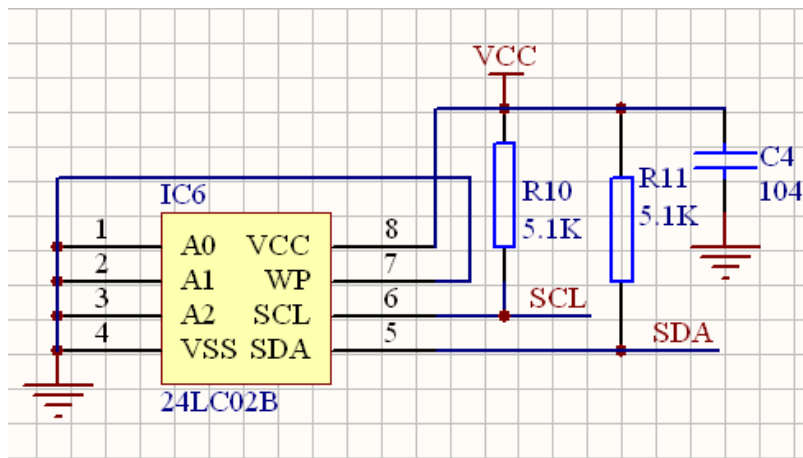 VCC
C4
104
R10
5.1K
R11
5.1K
IC6
1 A0 VCC 8
2 A1 WP 7
3 A2 SCL 6
4 VSS SDA 5
SCL
SDA
24LC02B